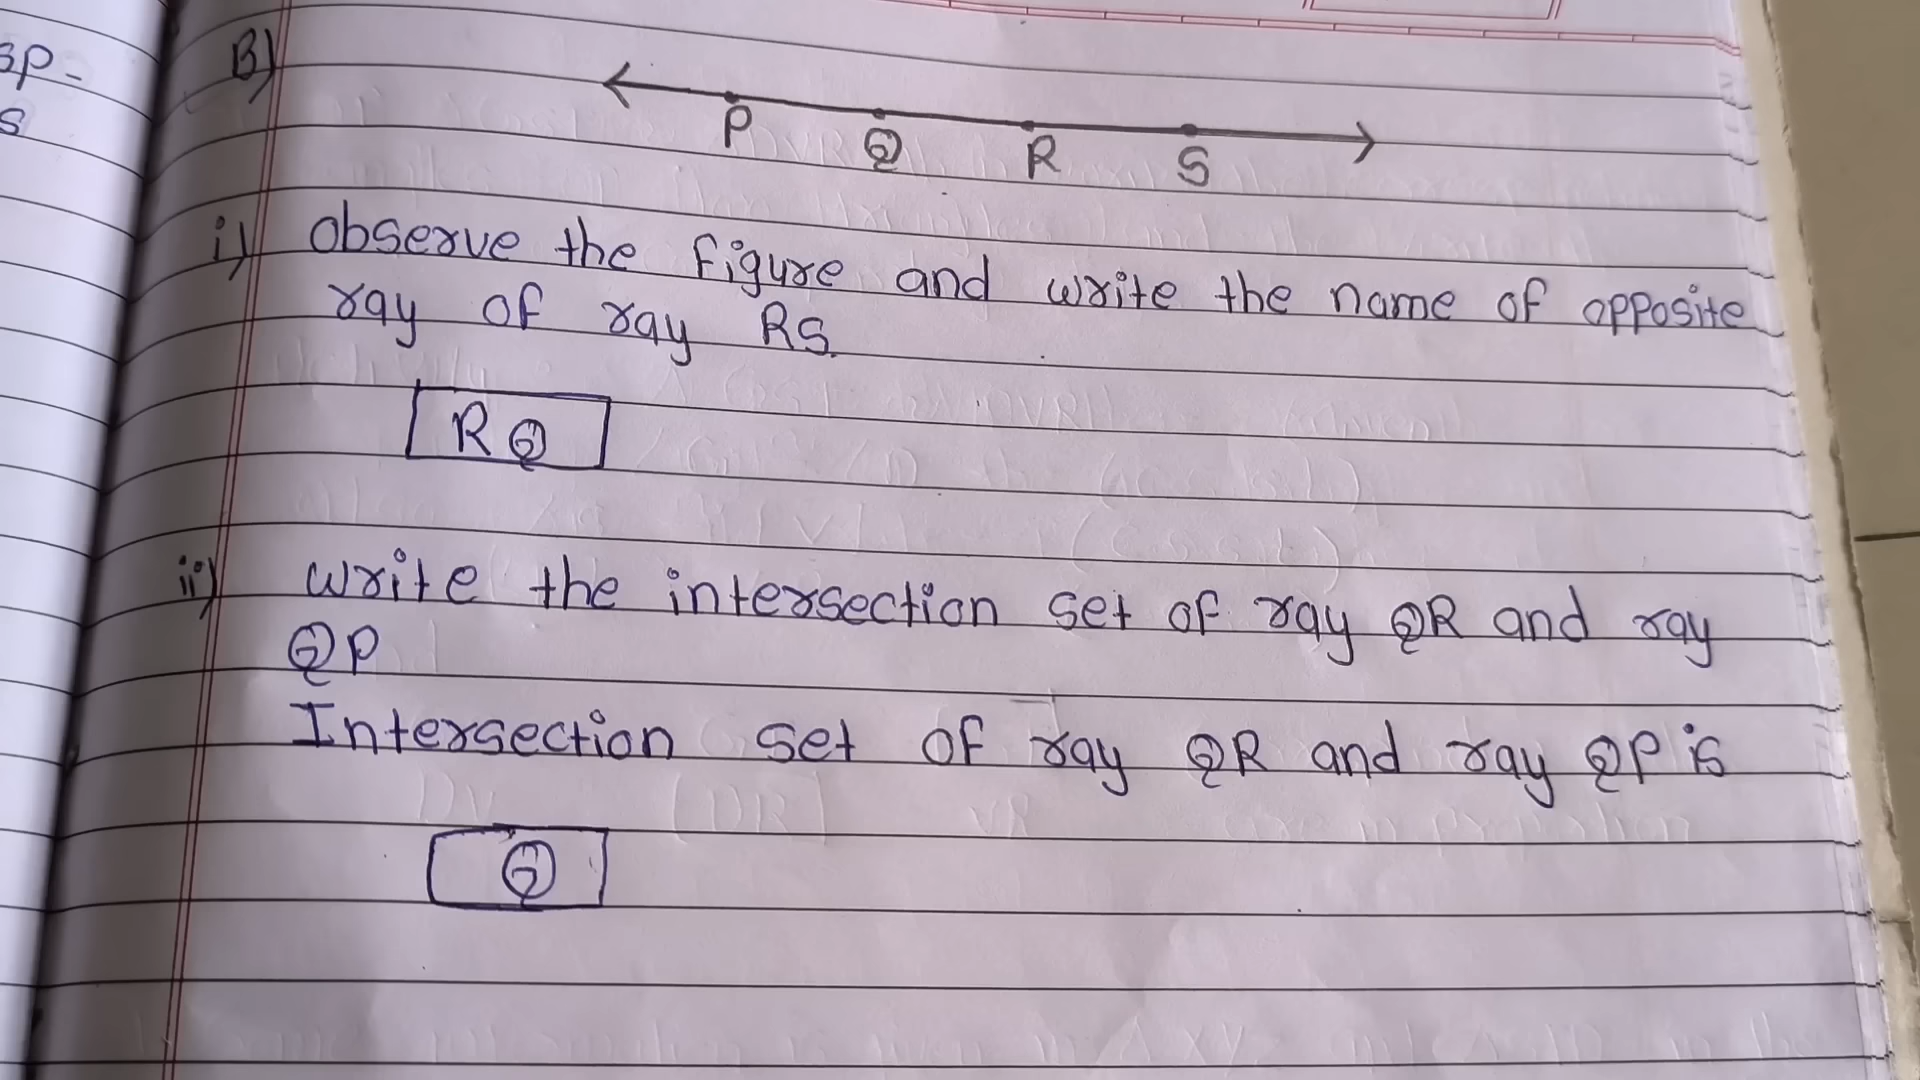 3P-
S
B)
P Q R S
i) Observe the figure and write the name of opposite
ray of ray RS.
RQ
ii) write the intersection set of ray QR and ray
QP
Intersection set of ray QR and ray QP is
Q